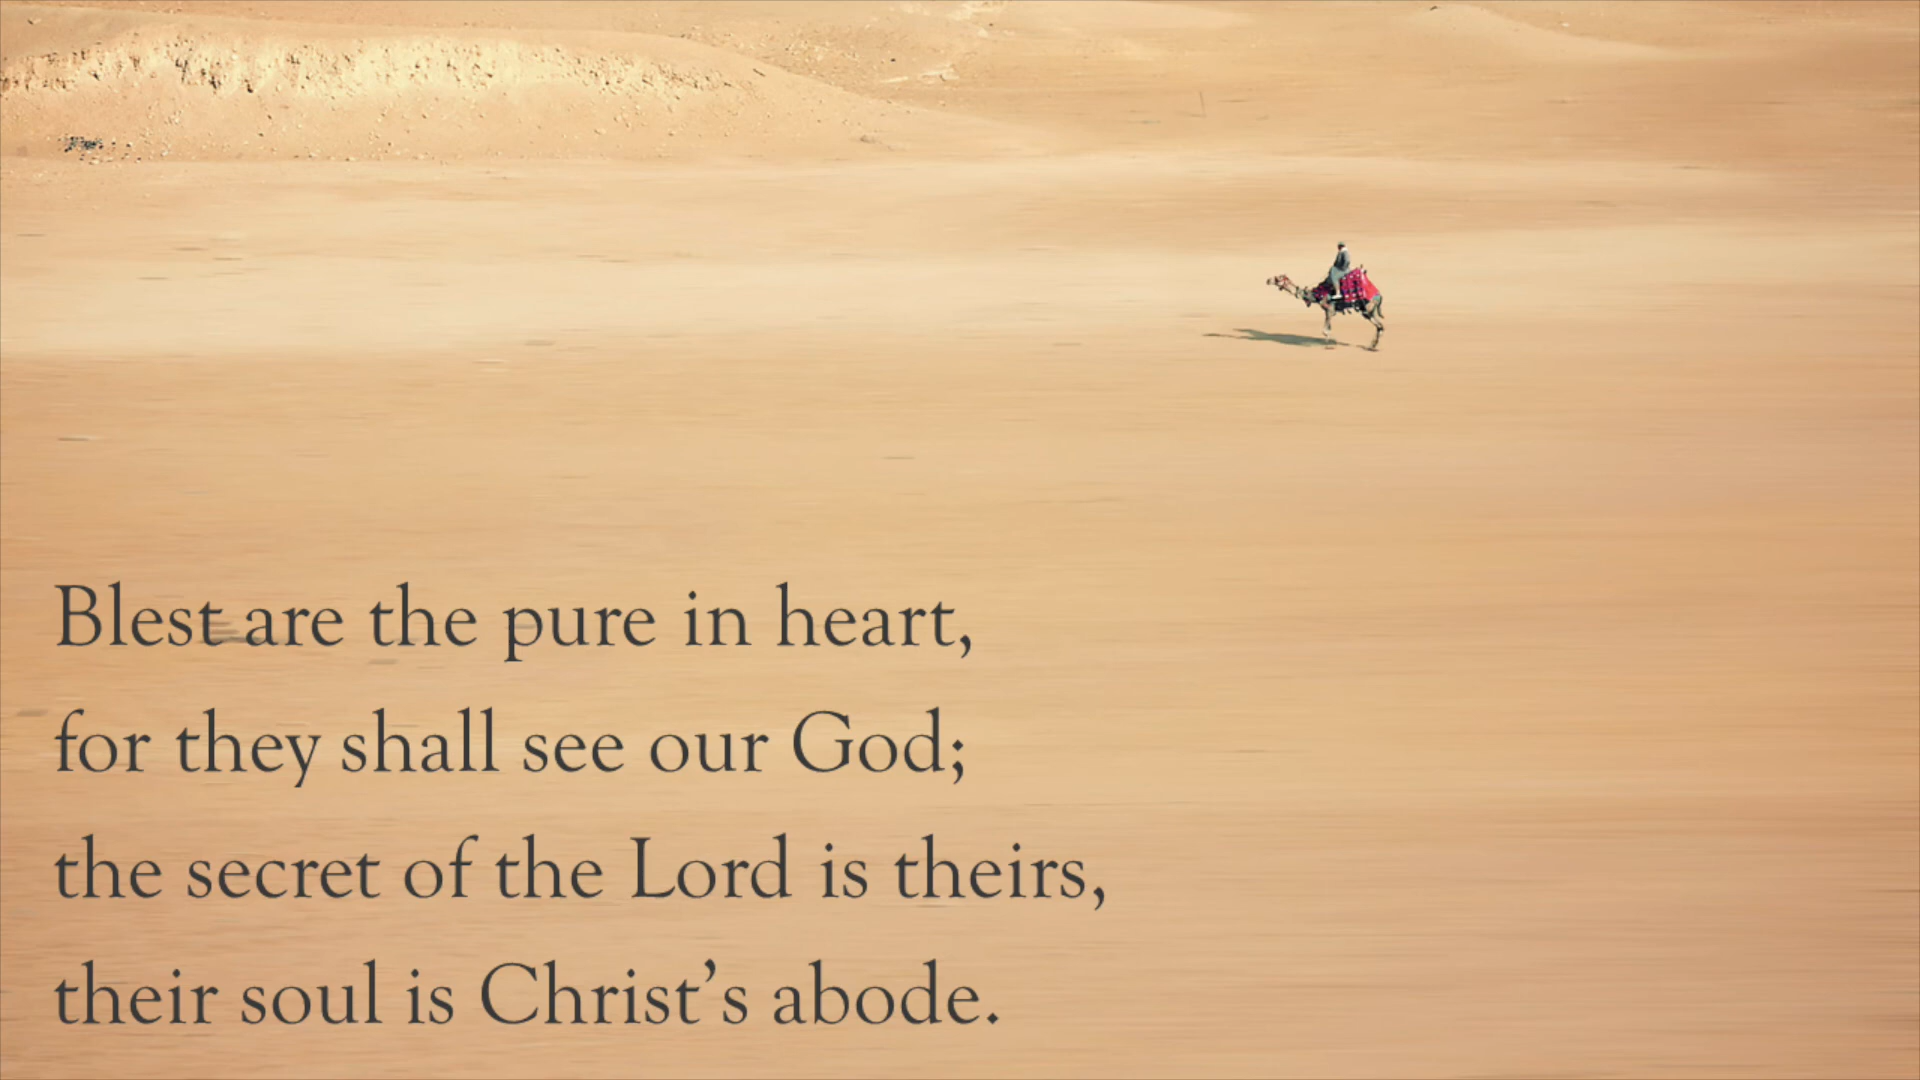 Blest are the pure in heart,
for they shall see our God;
the secret of the Lord is theirs,
their soul is Christ’s abode.